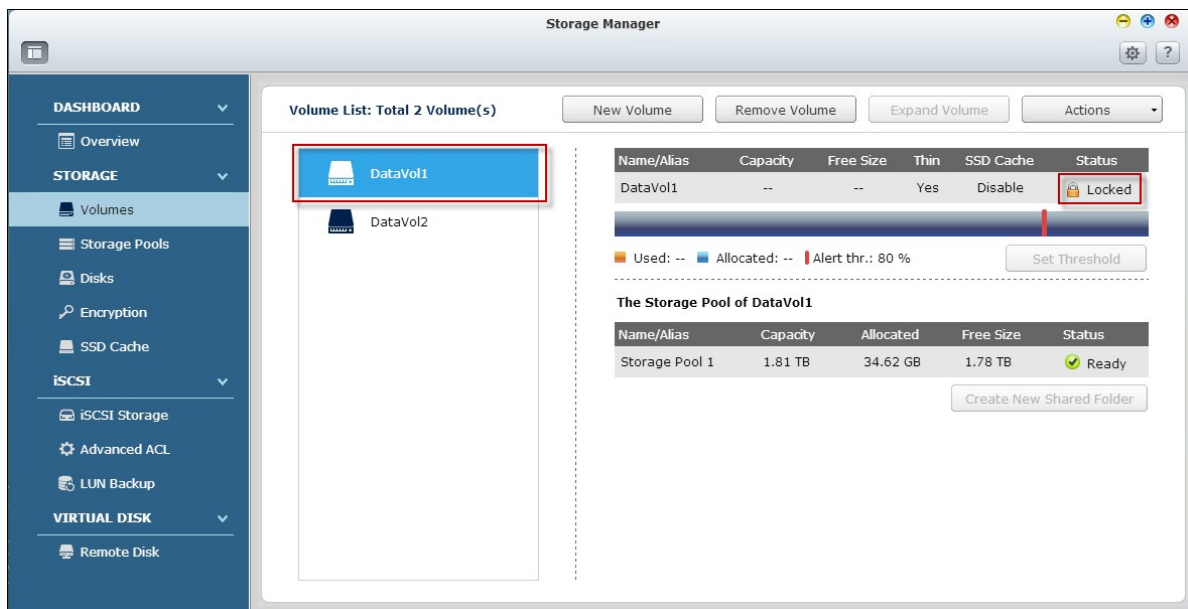 Storage Manager
?
DASHBOARD
Overview
STORAGE
Volumes
Storage Pools
Disks
Encryption
SSD Cache
iSCSI
iSCSI Storage
Advanced ACL
LUN Backup
VIRTUAL DISK
Remote Disk
Volume List: Total 2 Volume(s) New Volume Remove Volume Expand Volume Actions
DataVol1
DataVol2
Name/Alias Capacity Free Size Thin SSD Cache Status
DataVol1 -- -- Yes Disable Locked
Used: -- Allocated: -- Alert thr.: 80 % Set Threshold
The Storage Pool of DataVol1
Name/Alias Capacity Allocated Free Size Status
Storage Pool 1 1.81 TB 34.62 GB 1.78 TB Ready
Create New Shared Folder